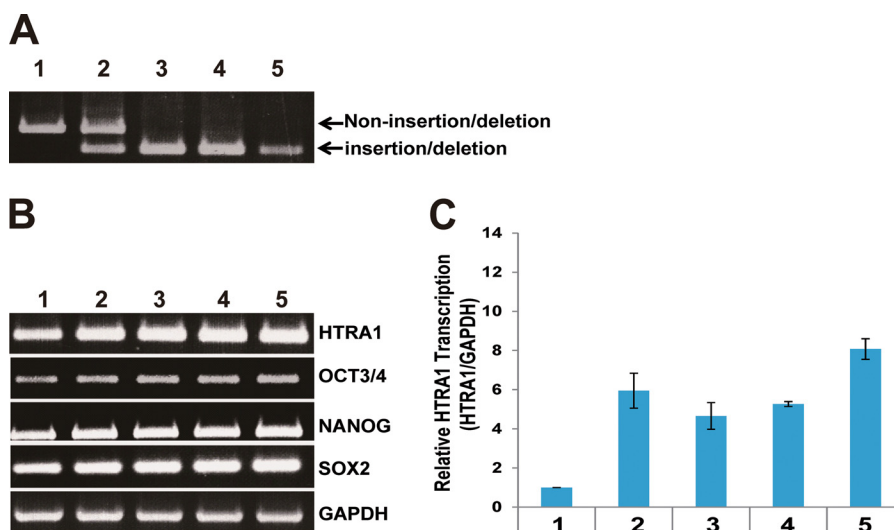 A
1 2 3 4 5
Non-insertion/deletion
insertion/deletion
B
1 2 3 4 5
HTRA1
OCT3/4
NANOG
SOX2
GAPDH
C
Relative HTRA1 Transcription
(HTRA1/GAPDH)
14
12
10
8
6
4
2
0
1 2 3 4 5